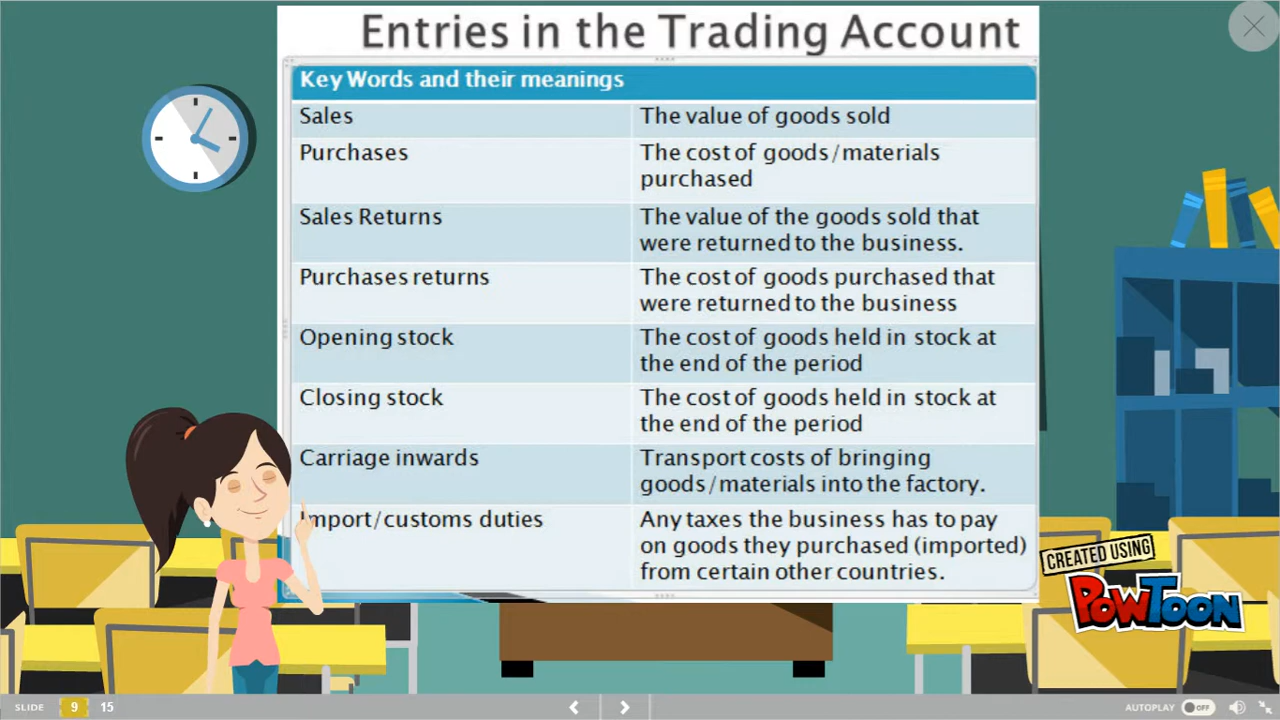 Entries in the Trading Account
Key Words and their meanings
Sales
The value of goods sold
Purchases
The cost of goods/materials
purchased
Sales Returns
The value of the goods sold that
were returned to the business.
Purchases returns
The cost of goods purchased that
were returned to the business
Opening stock
The cost of goods held in stock at
the end of the period
Closing stock
The cost of goods held in stock at
the end of the period
Carriage inwards
Transport costs of bringing
goods/materials into the factory.
Import/customs duties
Any taxes the business has to pay
on goods they purchased (imported)
from certain other countries.
CREATED USING
POWTOON
SLIDE 9 15
AUTOPLAY OFF